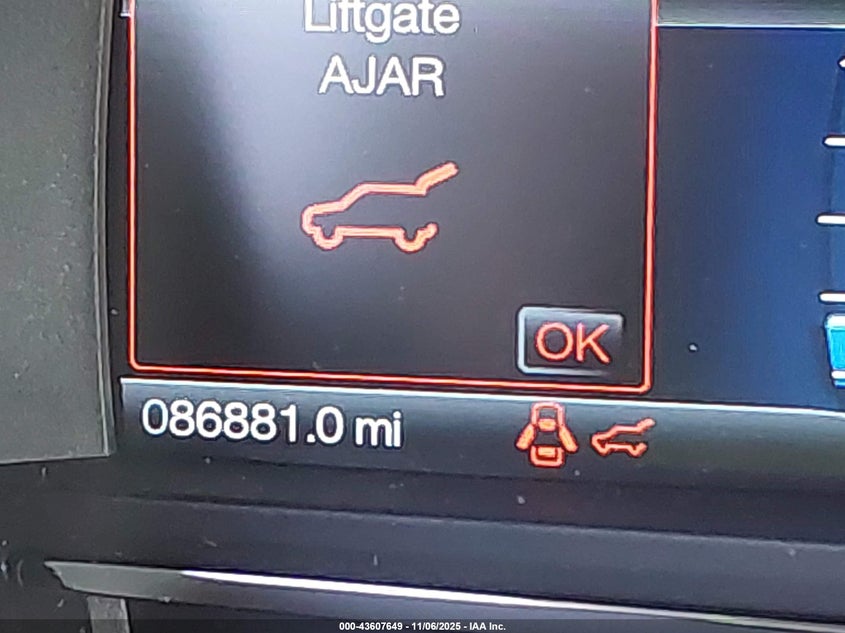 Liftgate
AJAR
OK
086881.0 mi
000-43607649 - 11/06/2025 - IAA Inc.